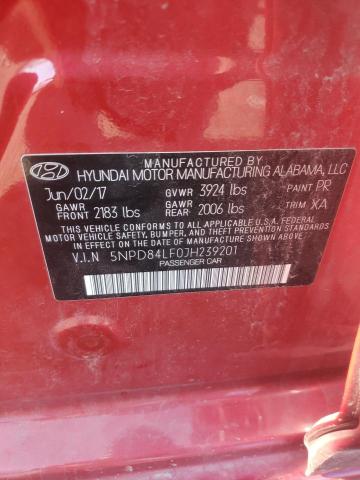 MANUFACTURED BY
HYUNDAI MOTOR MANUFACTURING ALABAMA, LLC
Jun/02/17 GVWR 3924 lbs PAINT PR
GAWR FRONT 2183 lbs GAWR REAR 2006 lbs TRIM XA
THIS VEHICLE CONFORMS TO ALL APPLICABLE U.S.A. FEDERAL
MOTOR VEHICLE SAFETY, BUMPER, AND THEFT PREVENTION
STANDARDS IN EFFECT ON THE DATE OF MANUFACTURE SHOWN ABOVE.
V.I.N 5NPD84LF0JH239201
PASSENGER CAR